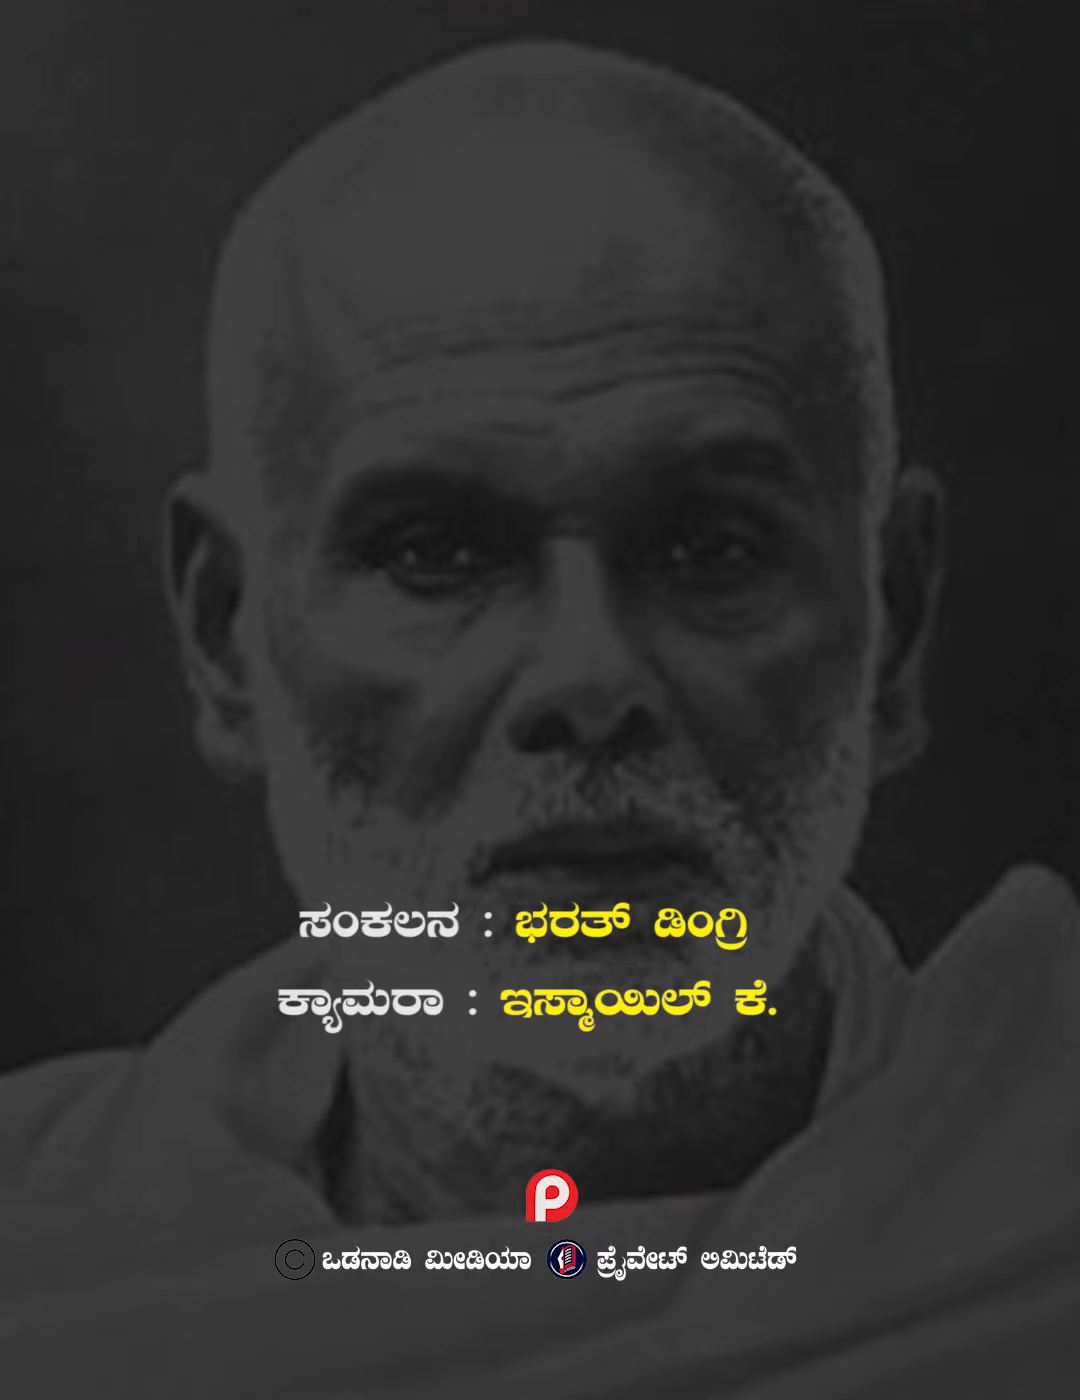 ಸಂಕಲನ : ಭರತ್ ಡಿಂಗ್ರಿ
ಕ್ಯಾಮರಾ : ಇಸ್ಮಾಯಿಲ್ ಕೆ.
P
© ಒಡನಾಡಿ ಮೀಡಿಯಾ ಪ್ರೈವೇಟ್ ಲಿಮಿಟೆಡ್